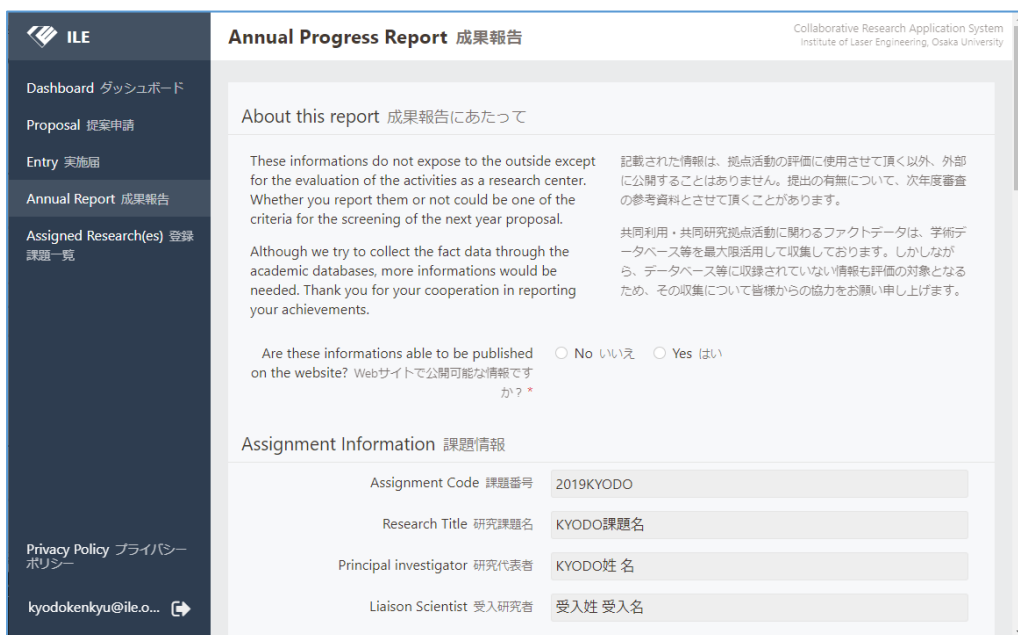 ILE
Dashboard ダッシュボード
Proposal 提案申請
Entry 実施届
Annual Report 成果報告
Assigned Research(es) 登録
課題一覧
Privacy Policy プライバシー
ポリシー
kyodokenkyu@ile.o...
Annual Progress Report 成果報告
Collaborative Research Application System
Institute of Laser Engineering, Osaka University
About this report 成果報告にあたって
These informations do not expose to the outside except
for the evaluation of the activities as a research center.
Whether you report them or not could be one of the
criteria for the screening of the next year proposal.
Although we try to collect the fact data through the
academic databases, more informations would be
needed. Thank you for your cooperation in reporting
your achievements.
記載された情報は、拠点活動の評価に使用させて頂く以外、外部
に公開することはありません。提出の有無について、次年度審査
の参考資料とさせて頂くことがあります。
共同利用・共同研究拠点活動に関わるファクトデータは、学術デ
ータベース等を最大限活用して収集しております。しかしなが
ら、データベース等に収録されていない情報も評価の対象となる
ため、その収集について皆様からの協力をお願い申し上げます。
Are these informations able to be published
on the website? Webサイトで公開可能な情報です
か? *
No いいえ Yes はい
Assignment Information 課題情報
Assignment Code 課題番号 2019KYODO
Research Title 研究課題名 KYODO課題名
Principal investigator 研究代表者 KYODO姓 名
Liaison Scientist 受入研究者 受入姓 受入名